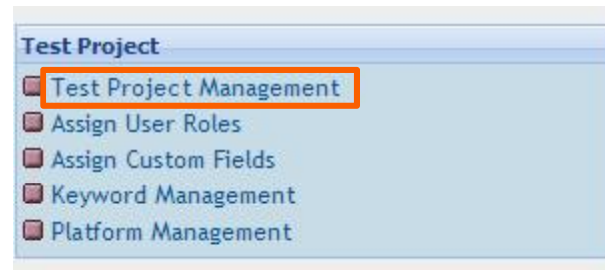 Test Project
Test Project Management
Assign User Roles
Assign Custom Fields
Keyword Management
Platform Management